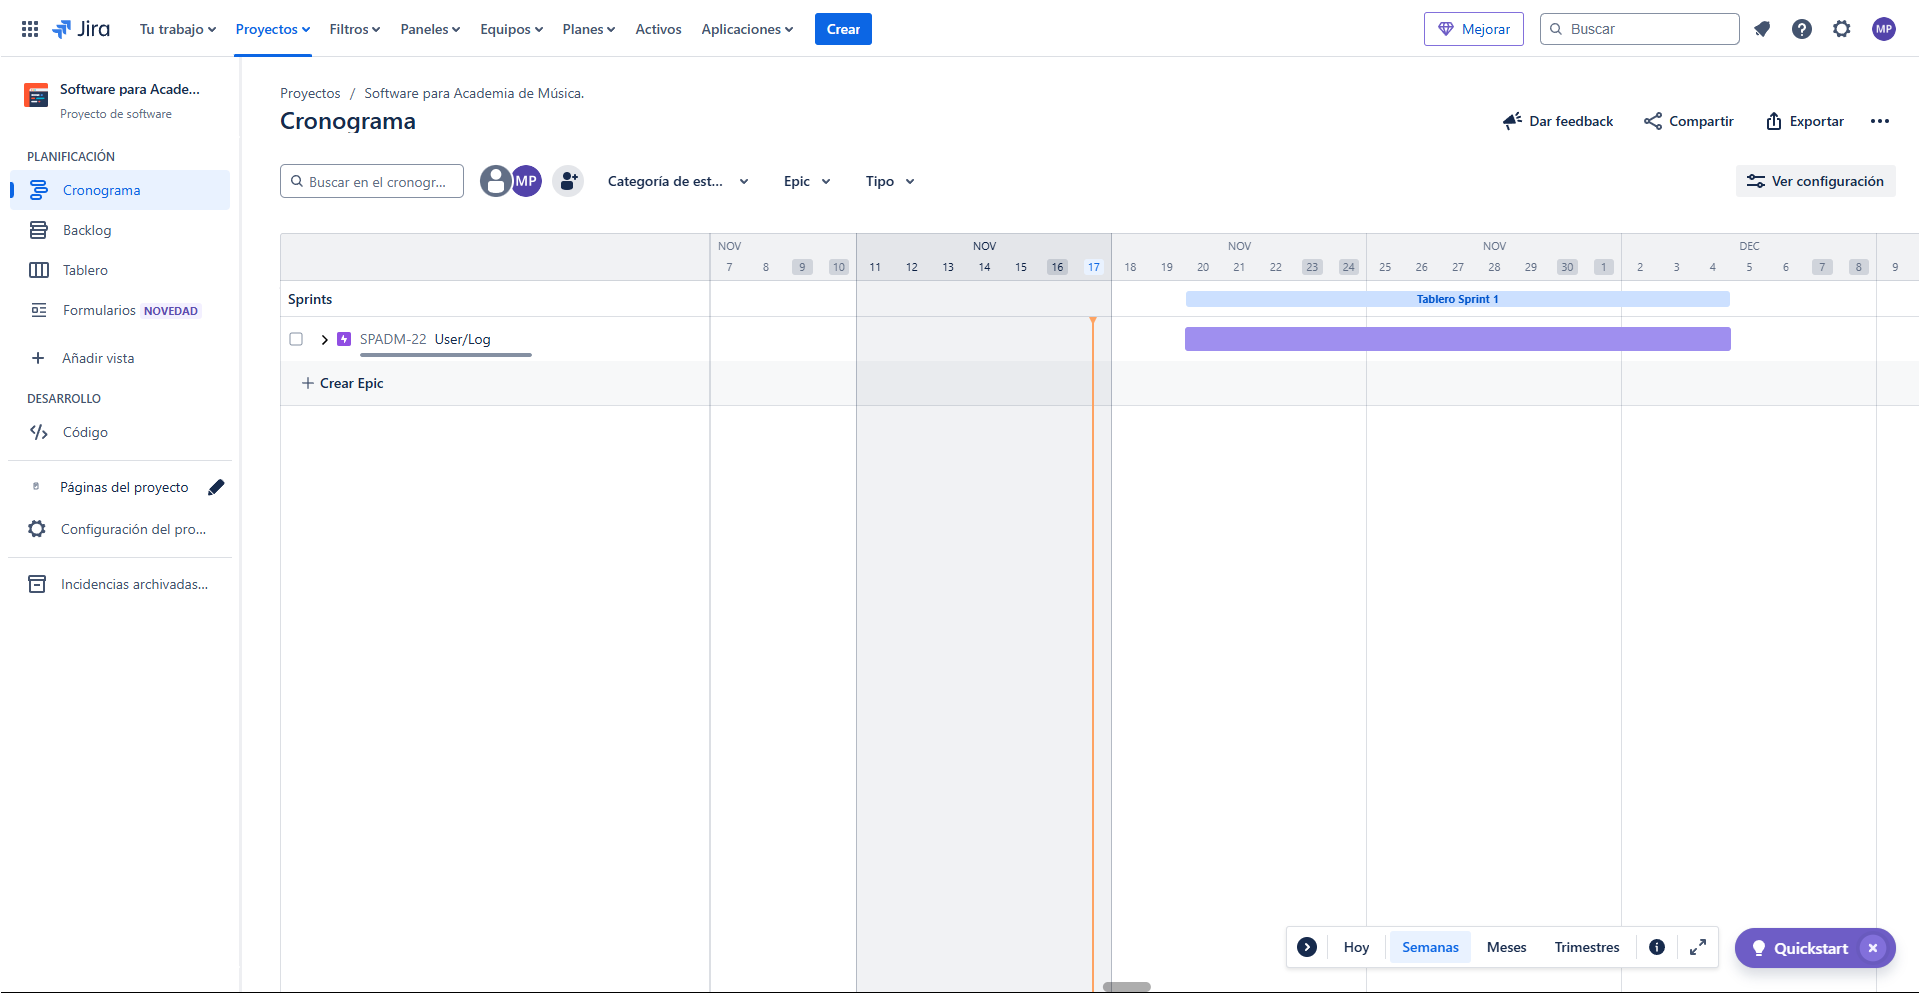 Jira Tu trabajo Proyectos Filtros Paneles Equipos Planes Activos Aplicaciones Crear Mejorar Buscar MP
Software para Acade...
Proyecto de software
PLANIFICACIÓN
Cronograma
Backlog
Tablero
Formularios NOVEDAD
Añadir vista
DESARROLLO
Código
Páginas del proyecto
Configuración del pro...
Incidencias archivadas...
Proyectos / Software para Academia de Música.
Cronograma
Dar feedback Compartir Exportar
Buscar en el cronogr... MP Categoría de est... Epic Tipo Ver configuración
NOV NOV NOV NOV DEC
7 8 9 10 11 12 13 14 15 16 17 18 19 20 21 22 23 24 25 26 27 28 29 30 1 2 3 4 5 6 7 8 9
Sprints Tablero Sprint 1
SPADM-22 User/Log
Crear Epic
Hoy Semanas Meses Trimestres Quickstart